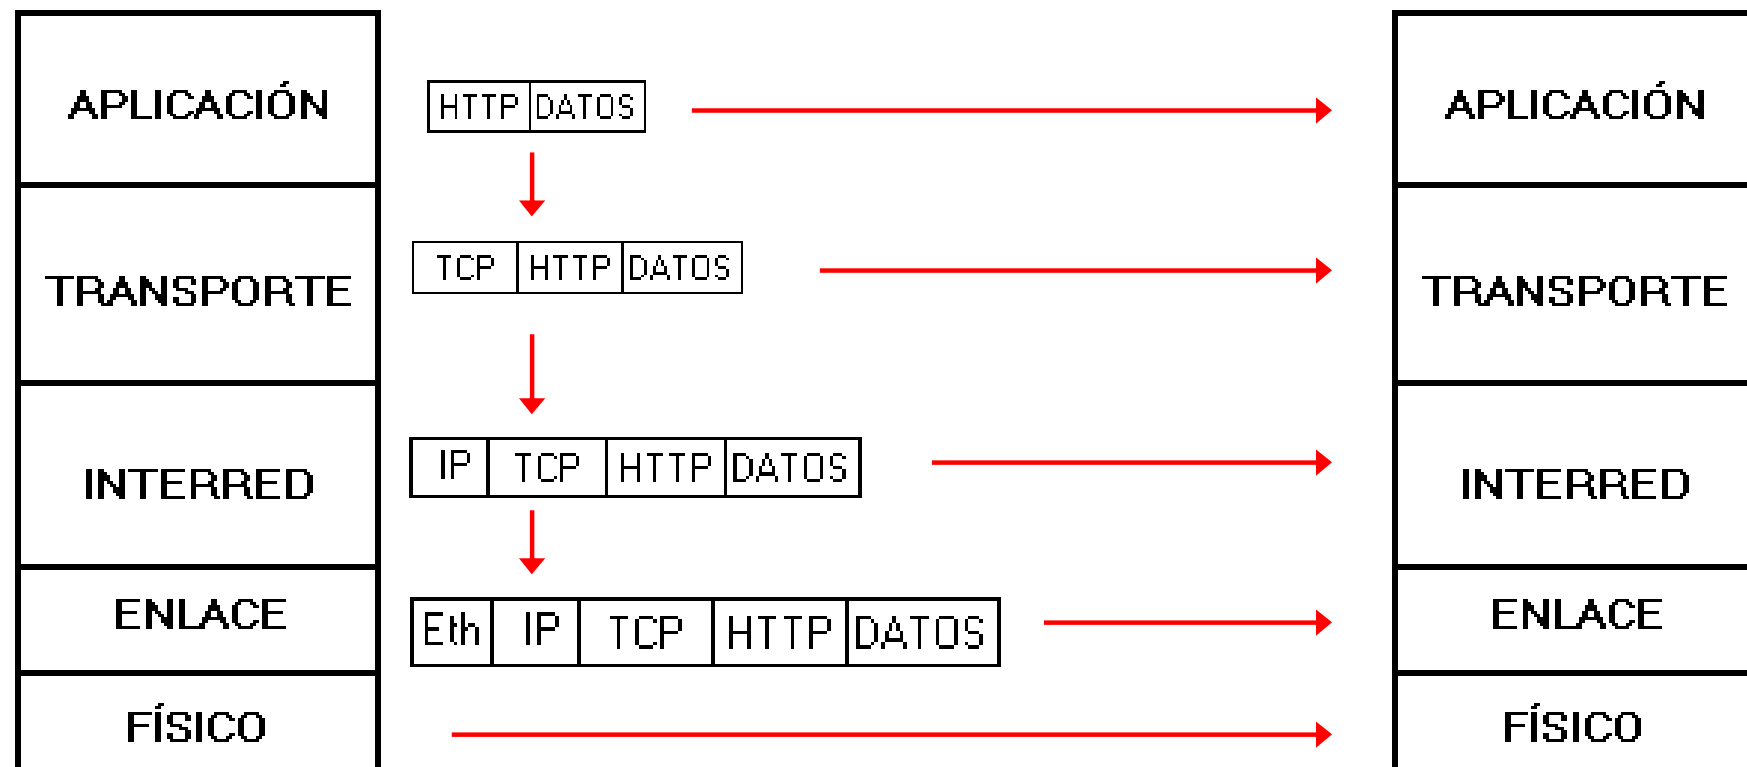 APLICACIÓN
HTTP DATOS
APLICACIÓN
TRANSPORTE
TCP HTTP DATOS
TRANSPORTE
INTERRED
IP TCP HTTP DATOS
INTERRED
ENLACE
Eth IP TCP HTTP DATOS
ENLACE
FÍSICO
FÍSICO